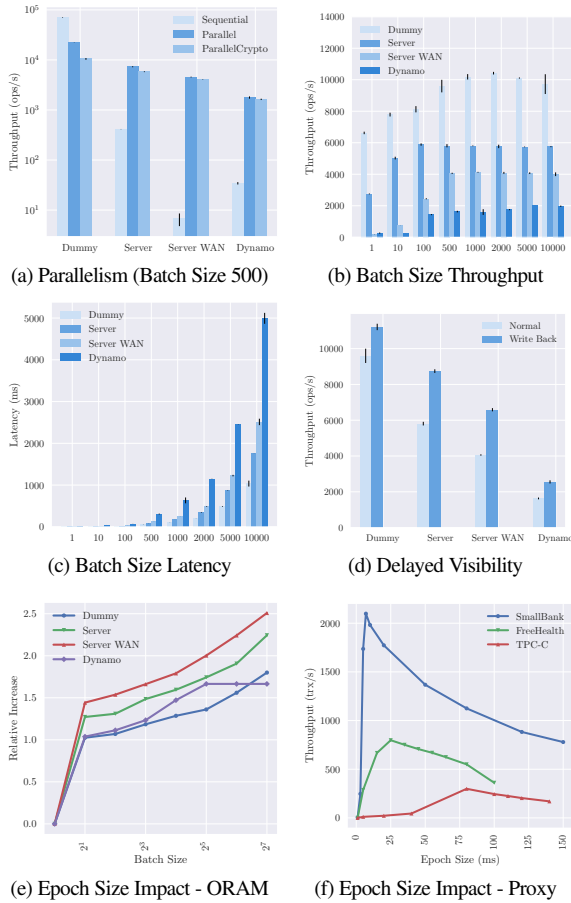 10^5
10^4
10^3
10^2
10^1
Throughput (ops/s)
Sequential
Parallel
ParallelCrypto
Dummy Server Server WAN Dynamo
(a) Parallelism (Batch Size 500)
14000
12000
10000
8000
6000
4000
2000
0
Throughput (ops/s)
Dummy
Server
Server WAN
Dynamo
1 10 100 500 1000 2000 5000 10000
(b) Batch Size Throughput
5000
4000
3000
2000
1000
0
Latency (ms)
Dummy
Server
Server WAN
Dynamo
1 10 100 500 1000 2000 5000 10000
(c) Batch Size Latency
10000
8000
6000
4000
2000
0
Throughput (ops/s)
Normal
Write Back
Dummy Server Server WAN Dynamo
(d) Delayed Visibility
2.5
2.0
1.5
1.0
0.5
0.0
Relative Increase
Dummy
Server
Server WAN
Dynamo
2^1 2^3 2^5 2^7
Batch Size
(e) Epoch Size Impact - ORAM
2000
1500
1000
500
0
Throughput (trx/s)
SmallBank
FreeHealth
TPC-C
0 25 50 75 100 125 150
Epoch Size (ms)
(f) Epoch Size Impact - Proxy